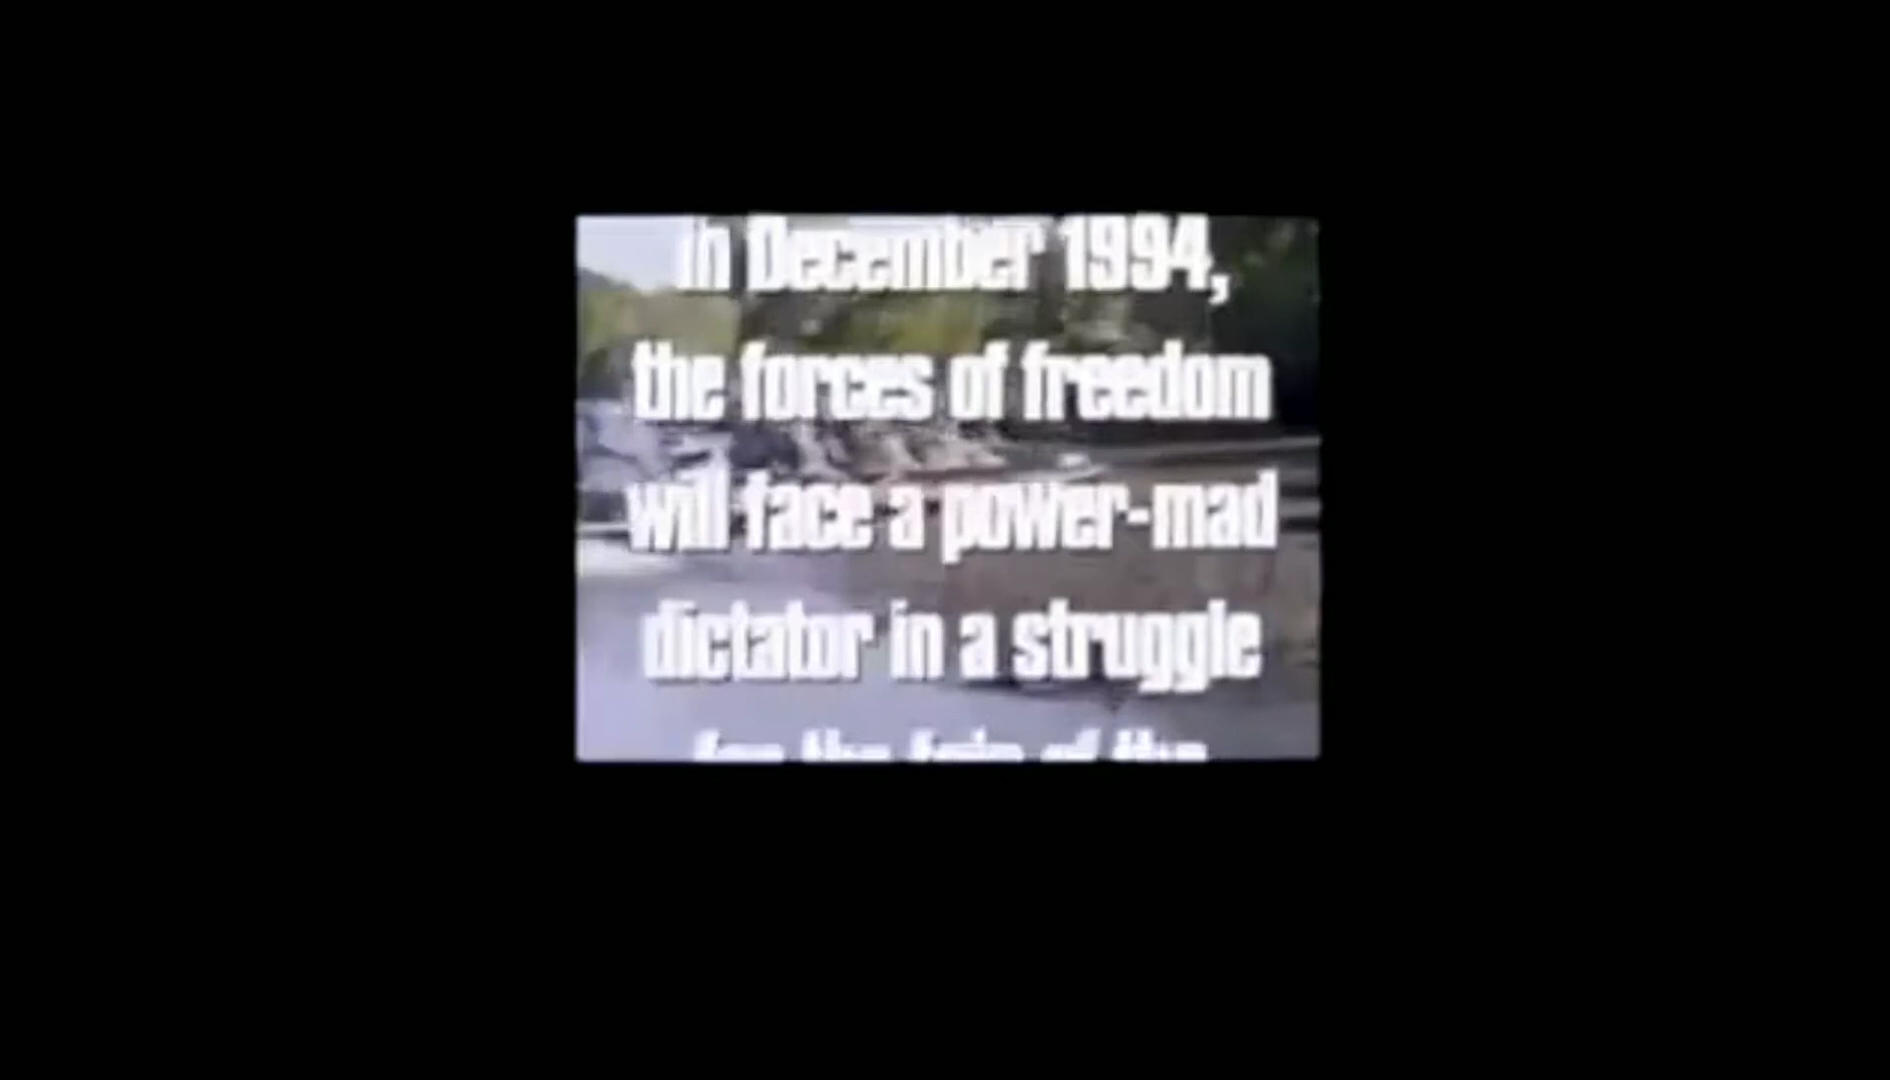 in December 1994,
the forces of freedom
will face a power-mad
dictator in a struggle